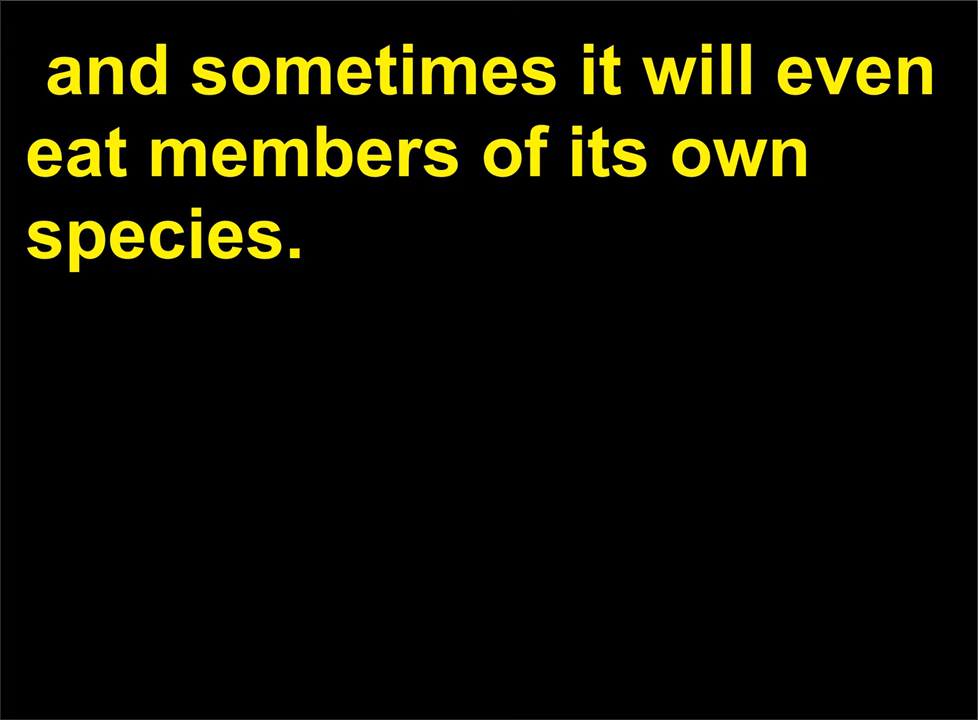 and sometimes it will even
eat members of its own
species.